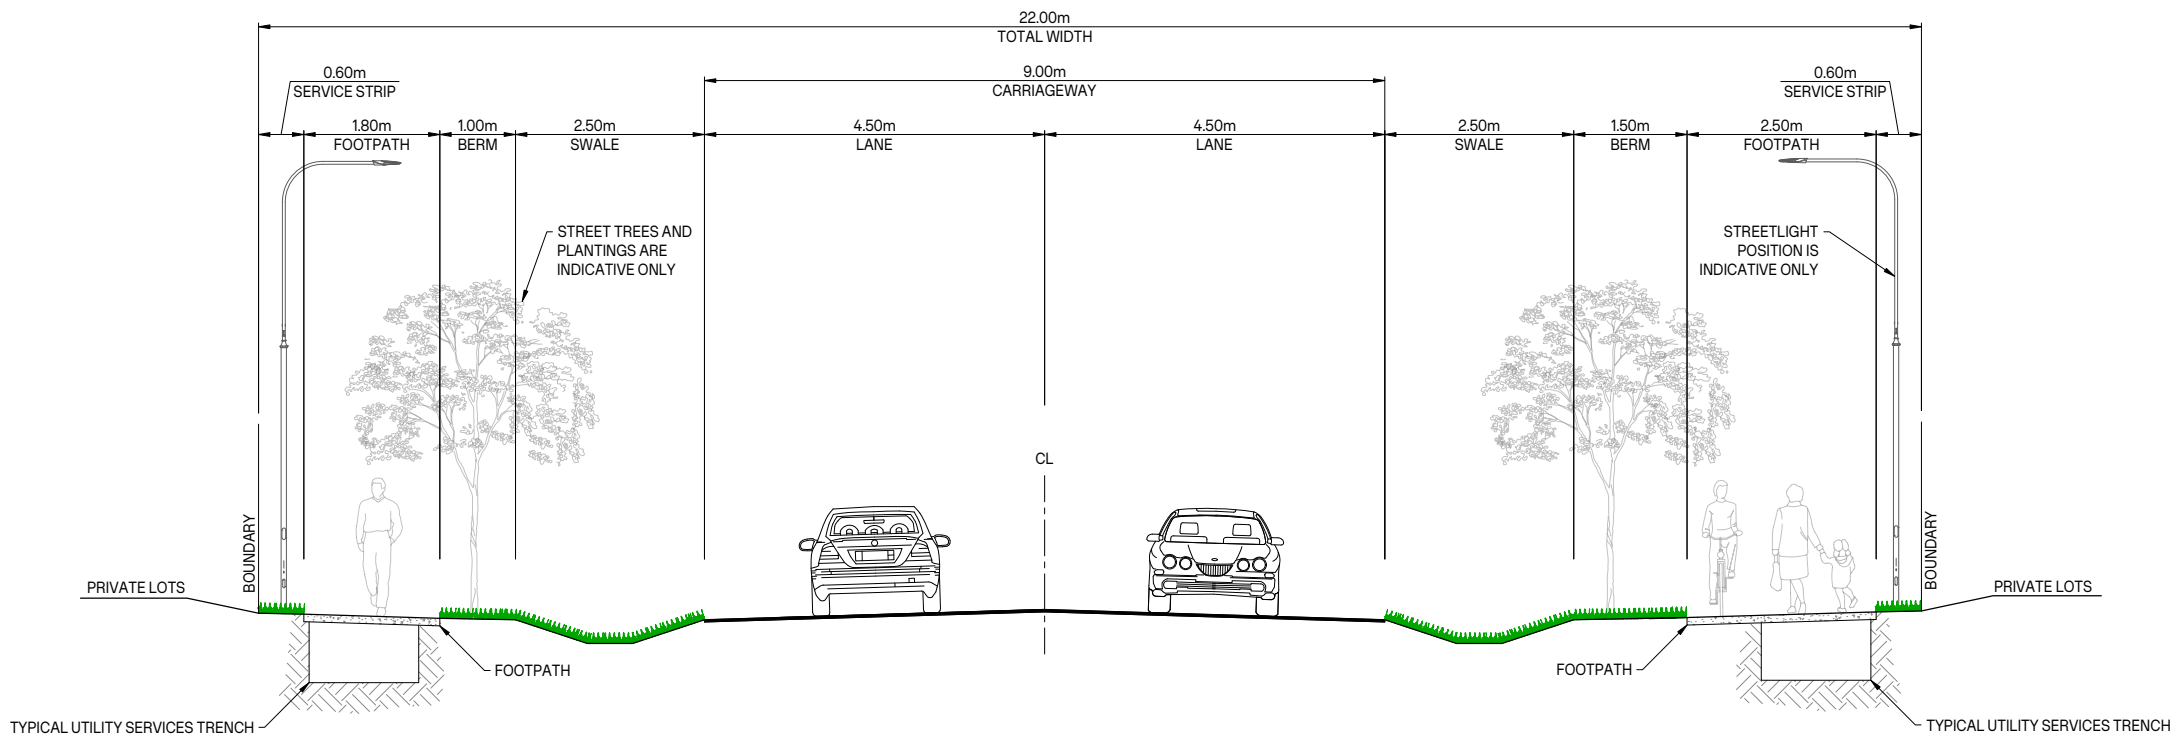 22.00m
TOTAL WIDTH
0.60m
SERVICE STRIP
9.00m
CARRIAGEWAY
0.60m
SERVICE STRIP
1.80m
FOOTPATH
1.00m
BERM
2.50m
SWALE
4.50m
LANE
4.50m
LANE
2.50m
SWALE
1.50m
BERM
2.50m
FOOTPATH
STREET TREES AND
PLANTINGS ARE
INDICATIVE ONLY
STREETLIGHT
POSITION IS
INDICATIVE ONLY
CL
BOUNDARY
BOUNDARY
PRIVATE LOTS
PRIVATE LOTS
FOOTPATH
FOOTPATH
TYPICAL UTILITY SERVICES TRENCH
TYPICAL UTILITY SERVICES TRENCH